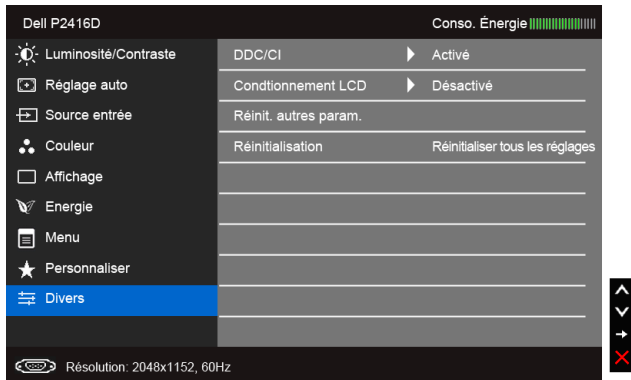 Dell P2416D Conso. Énergie
Luminosité/Contraste DDC/CI Activé
Réglage auto Condtionnement LCD Désactivé
Source entrée Réinit. autres param.
Couleur Réinitialisation Réinitialiser tous les réglages
Affichage
Energie
Menu
Personnaliser
Divers
Résolution: 2048x1152, 60Hz